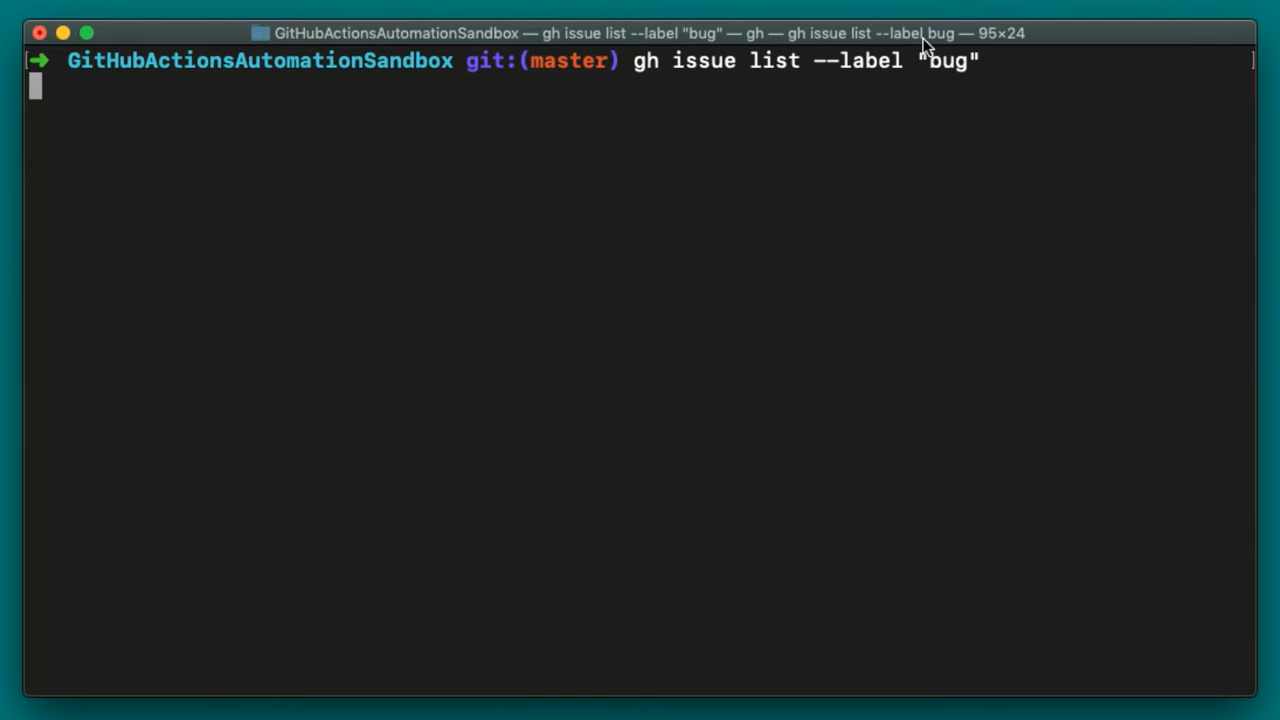 GitHubActionsAutomationSandbox — gh issue list --label "bug" — gh — gh issue list --label bug — 95×24
[➜ GitHubActionsAutomationSandbox git:(master) gh issue list --label "bug" ]